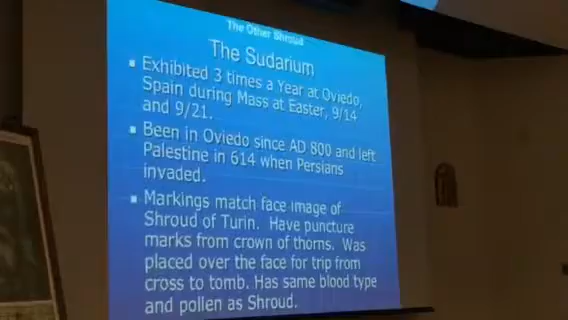 The Other Shroud
The Sudarium
▪ Exhibited 3 times a Year at Oviedo,
Spain during Mass at Easter, 9/14
and 9/21.
▪ Been in Oviedo since AD 800 and left
Palestine in 614 when Persians
invaded.
▪ Markings match face image of
Shroud of Turin. Have puncture
marks from crown of thorns. Was
placed over the face for trip from
cross to tomb. Has same blood type
and pollen as Shroud.